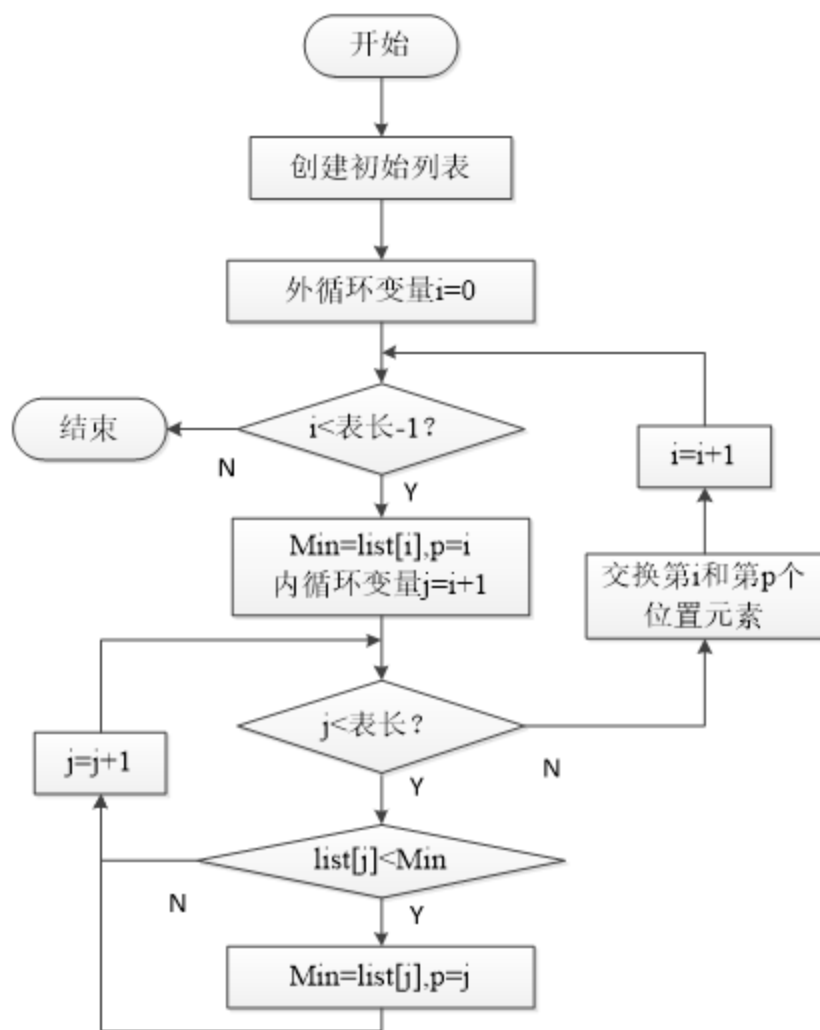 开始
创建初始列表
外循环变量i=0
i<表长-1?
结束
N
Y
i=i+1
Min=list[i],p=i
内循环变量j=i+1
交换第i和第p个
位置元素
j<表长?
N
Y
j=j+1
list[j]<Min
N
Y
Min=list[j],p=j